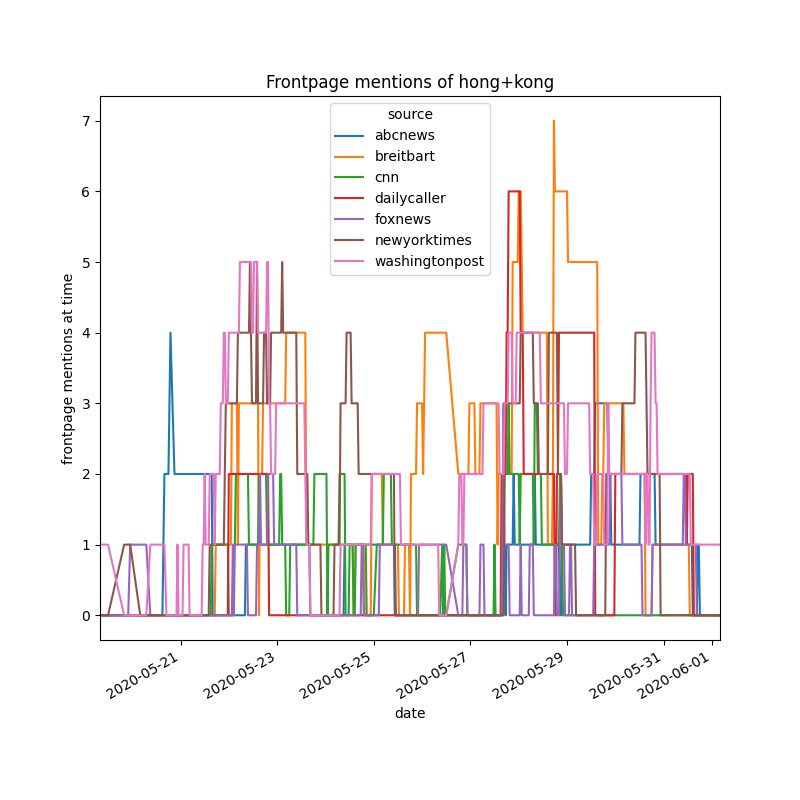 Frontpage mentions of hong+kong
source
abcnews
breitbart
cnn
dailycaller
foxnews
newyorktimes
washingtonpost
frontpage mentions at time
7
6
5
4
3
2
1
0
2020-05-21
2020-05-23
2020-05-25
2020-05-27
2020-05-29
2020-05-31
2020-06-01
date